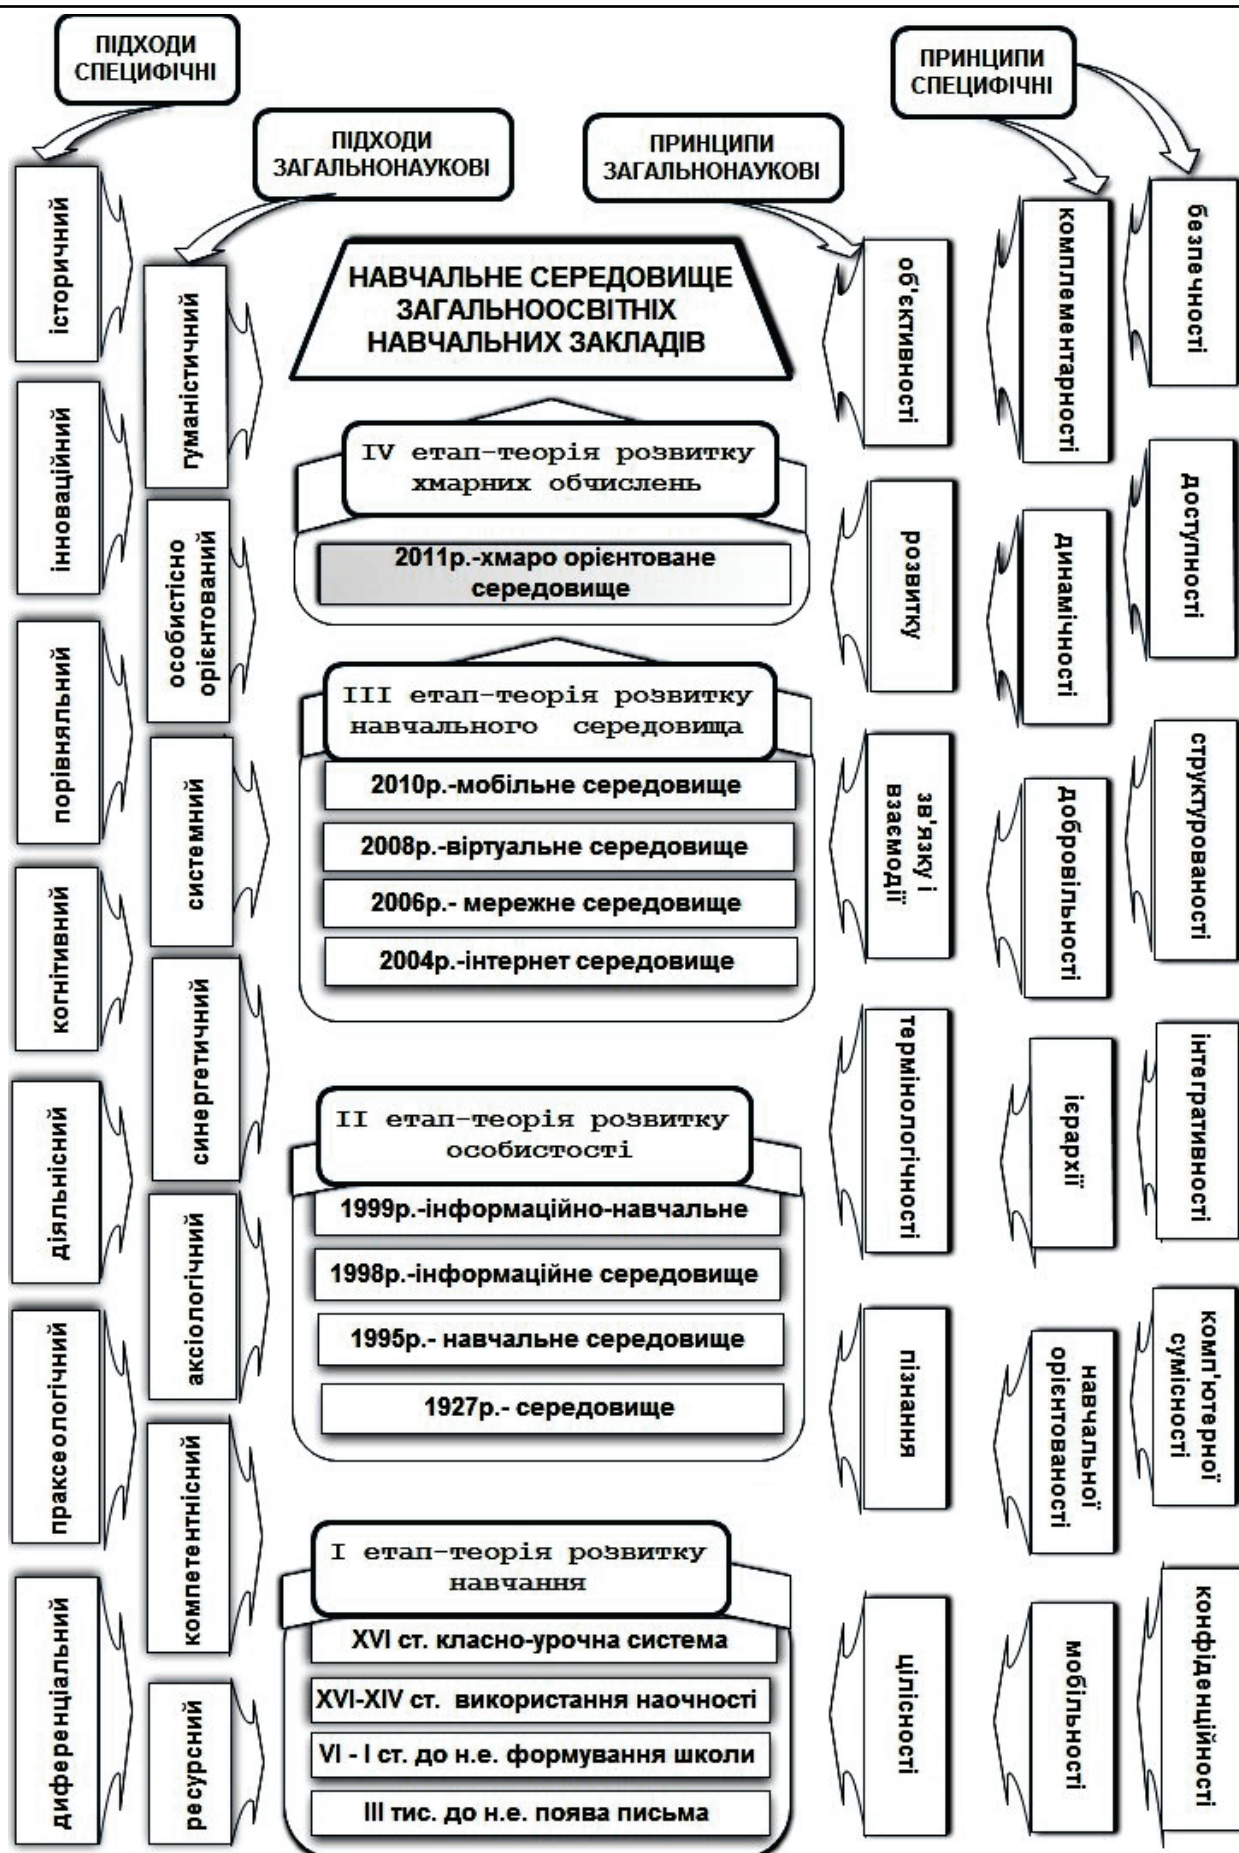 ПІДХОДИ
СПЕЦИФІЧНІ
ПІДХОДИ
ЗАГАЛЬНОНАУКОВІ
ПРИНЦИПИ
ЗАГАЛЬНОНАУКОВІ
ПРИНЦИПИ
СПЕЦИФІЧНІ
історичний
інноваційний
порівняльний
когнітивний
діяльнісний
праксеологічний
диференціальний
гуманістичний
особистісно
орієнтований
системний
синергетичний
аксіологічний
компетентнісний
ресурсний
НАВЧАЛЬНЕ СЕРЕДОВИЩЕ
ЗАГАЛЬНООСВІТНІХ
НАВЧАЛЬНИХ ЗАКЛАДІВ
IV етап-теорія розвитку
хмарних обчислень
2011р.-хмаро орієнтоване
середовище
III етап-теорія розвитку
навчального середовища
2010р.-мобільне середовище
2008р.-віртуальне середовище
2006р.- мережне середовище
2004р.-інтернет середовище
II етап-теорія розвитку
особистості
1999р.-інформаційно-навчальне
1998р.-інформаційне середовище
1995р.- навчальне середовище
1927р.- середовище
I етап-теорія розвитку
навчання
XVI ст. класно-урочна система
XVI-XIV ст. використання наочності
VI - I ст. до н.е. формування школи
III тис. до н.е. поява письма
об'єктивності
розвитку
зв'язку і
взаємодії
термінологічності
пізнання
цілісності
комплементарності
динамічності
добровільності
ієрархії
навчальної
орієнтованості
мобільності
безпечності
доступності
структурованості
інтегративності
комп'ютерної
сумісності
конфіденційності